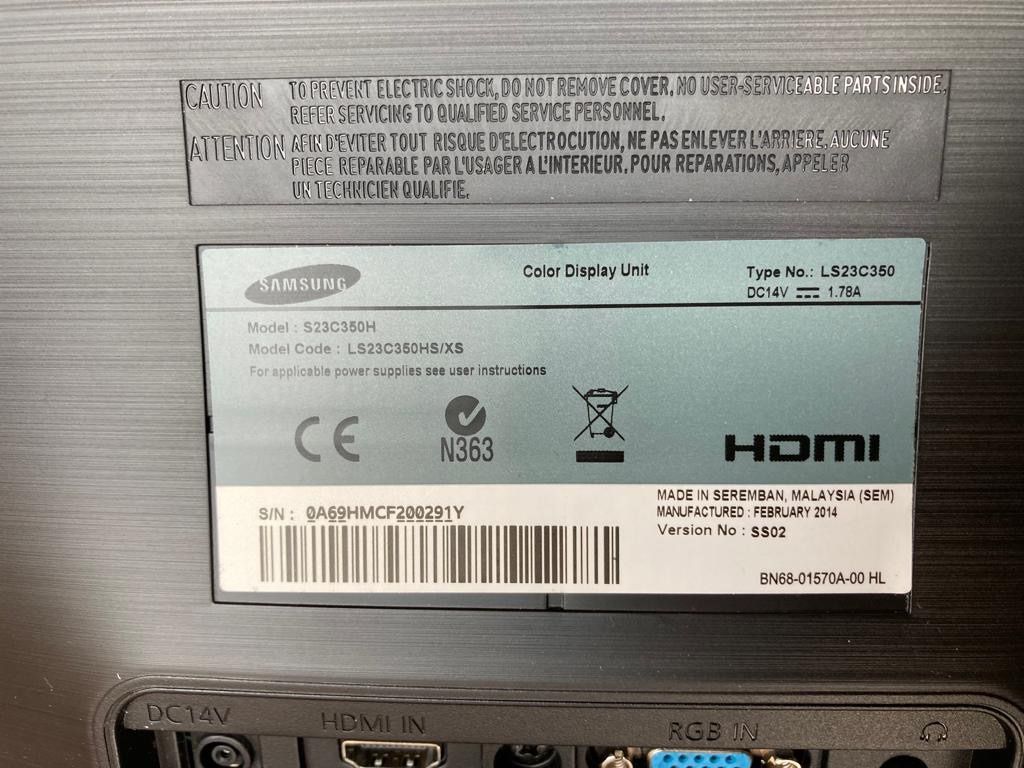 CAUTION TO PREVENT ELECTRIC SHOCK, DO NOT REMOVE COVER, NO USER-SERVICEABLE PARTS INSIDE,
REFER SERVICING TO QUALIFIED SERVICE PERSONNEL.
ATTENTION AFIN D'EVITER TOUT RISQUE D'ELECTROCUTION, NE PAS ENLEVER L'ARRIERE, AUCUNE
PIECE REPARABLE PAR L'USAGER A L'INTERIEUR. POUR REPARATIONS, APPELER
UN TECHNICIEN QUALIFIE.
SAMSUNG Color Display Unit Type No.: LS23C350
DC14V 1.78A
Model : S23C350H
Model Code : LS23C350HS/XS
For applicable power supplies see user instructions
CE N363 HDMI
S/N : 0A69HMCF200291Y
MADE IN SEREMBAN, MALAYSIA (SEM)
MANUFACTURED : FEBRUARY 2014
Version No : SS02
BN68-01570A-00 HL
DC14V HDMI IN RGB IN